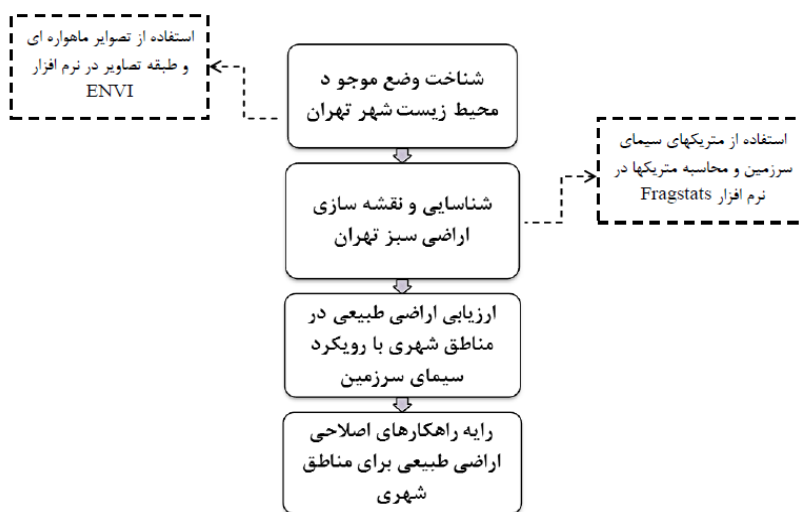 استفاده از تصوایر ماهواره ای
و طبقه تصاویر در نرم افزار
ENVI
شناخت وضع موجو د
محیط زیست شهر تهران
استفاده از متریکهای سیمای
سرزمین و محاسبه متریکها در
نرم افزار Fragstats
شناسایی و نقشه سازی
اراضی سبز تهران
ارزیابی اراضی طبیعی در
مناطق شهری با رویکرد
سیمای سرزمین
رایه راهکارهای اصلاحی
اراضی طبیعی برای مناطق
شهری